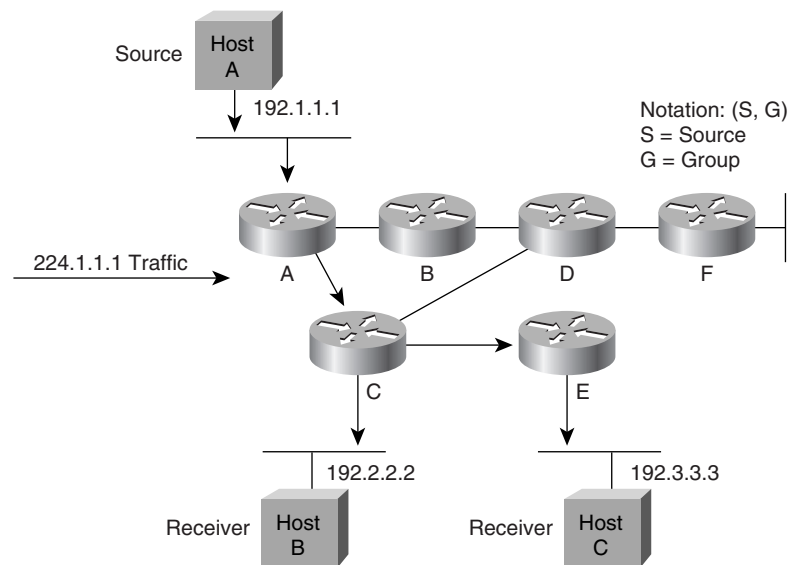 Source
Host
A
192.1.1.1
Notation: (S, G)
S = Source
G = Group
224.1.1.1 Traffic
A
B
D
F
C
E
192.2.2.2
192.3.3.3
Receiver
Host
B
Receiver
Host
C